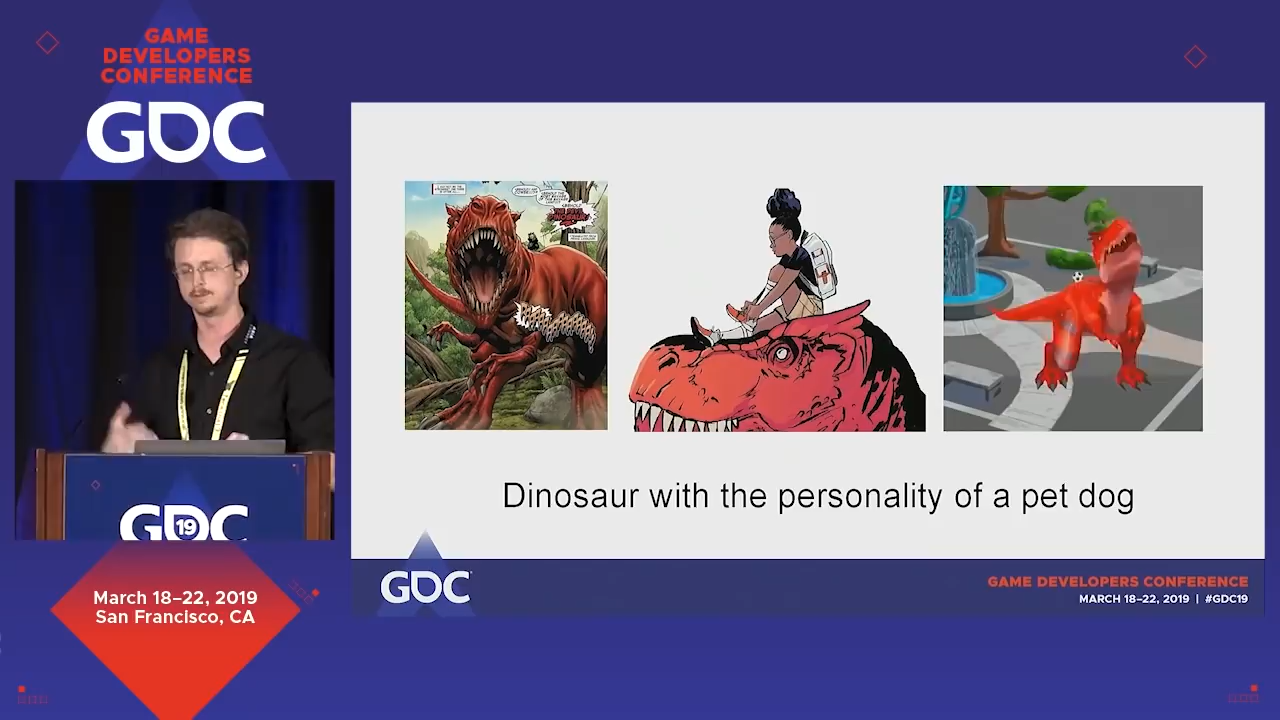 GAME
DEVELOPERS
CONFERENCE
GDC
Dinosaur with the personality of a pet dog
GDC
19
GDC
GAME DEVELOPERS CONFERENCE
MARCH 18–22, 2019 | #GDC19
March 18–22, 2019
San Francisco, CA